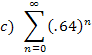 c) ∑_{n=0}^{∞} (.64)^n